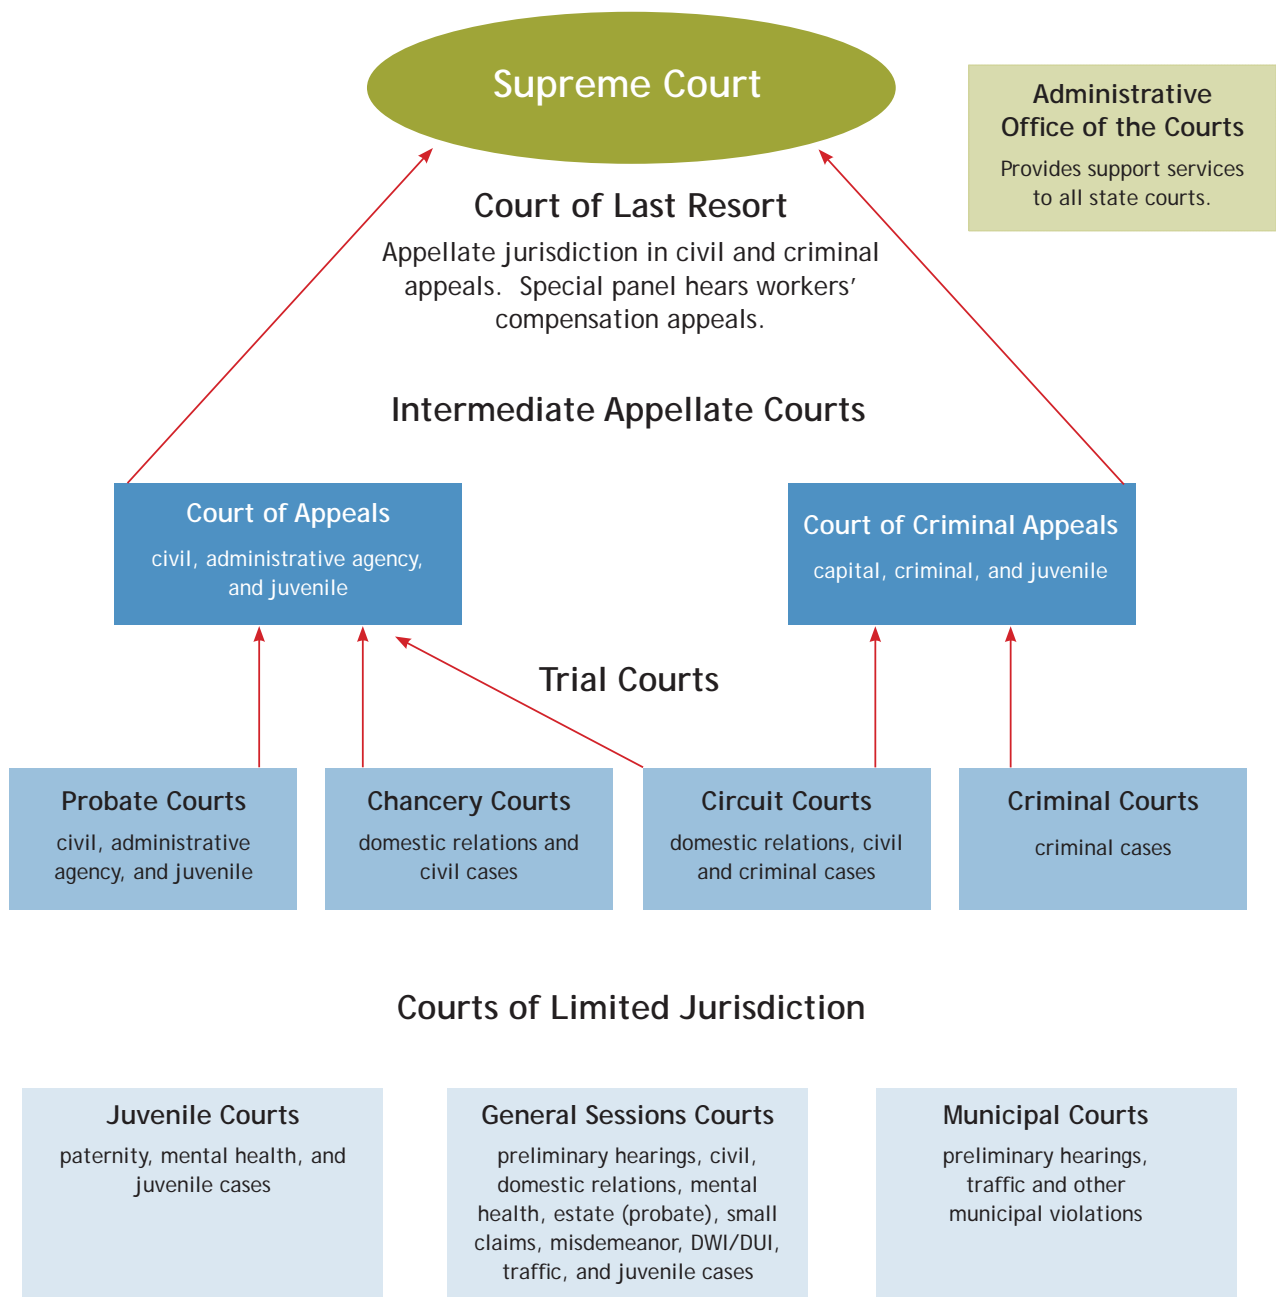 Supreme Court
Administrative
Office of the Courts
Provides support services
to all state courts.
Court of Last Resort
Appellate jurisdiction in civil and criminal
appeals. Special panel hears workers’
compensation appeals.
Intermediate Appellate Courts
Court of Appeals
civil, administrative agency,
and juvenile
Court of Criminal Appeals
capital, criminal, and juvenile
Trial Courts
Probate Courts
civil, administrative
agency, and juvenile
Chancery Courts
domestic relations and
civil cases
Circuit Courts
domestic relations, civil
and criminal cases
Criminal Courts
criminal cases
Courts of Limited Jurisdiction
Juvenile Courts
paternity, mental health, and
juvenile cases
General Sessions Courts
preliminary hearings, civil,
domestic relations, mental
health, estate (probate), small
claims, misdemeanor, DWI/DUI,
traffic, and juvenile cases
Municipal Courts
preliminary hearings,
traffic and other
municipal violations